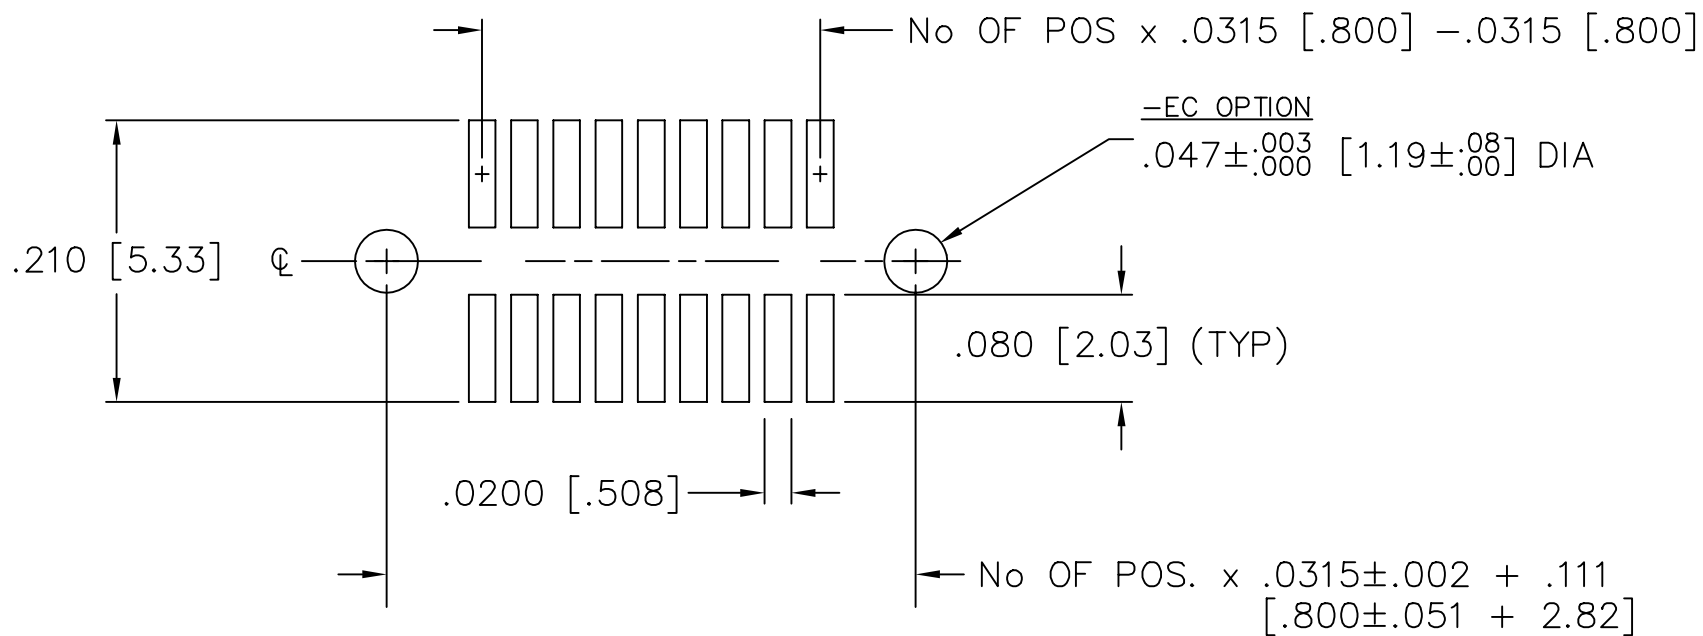 No OF POS x .0315 [.800] -.0315 [.800]
-EC OPTION
.047±.003/.000 [1.19±.08/.00] DIA
.210 [5.33] ℄
.080 [2.03] (TYP)
.0200 [.508]
No OF POS. x .0315±.002 + .111
[.800±.051 + 2.82]